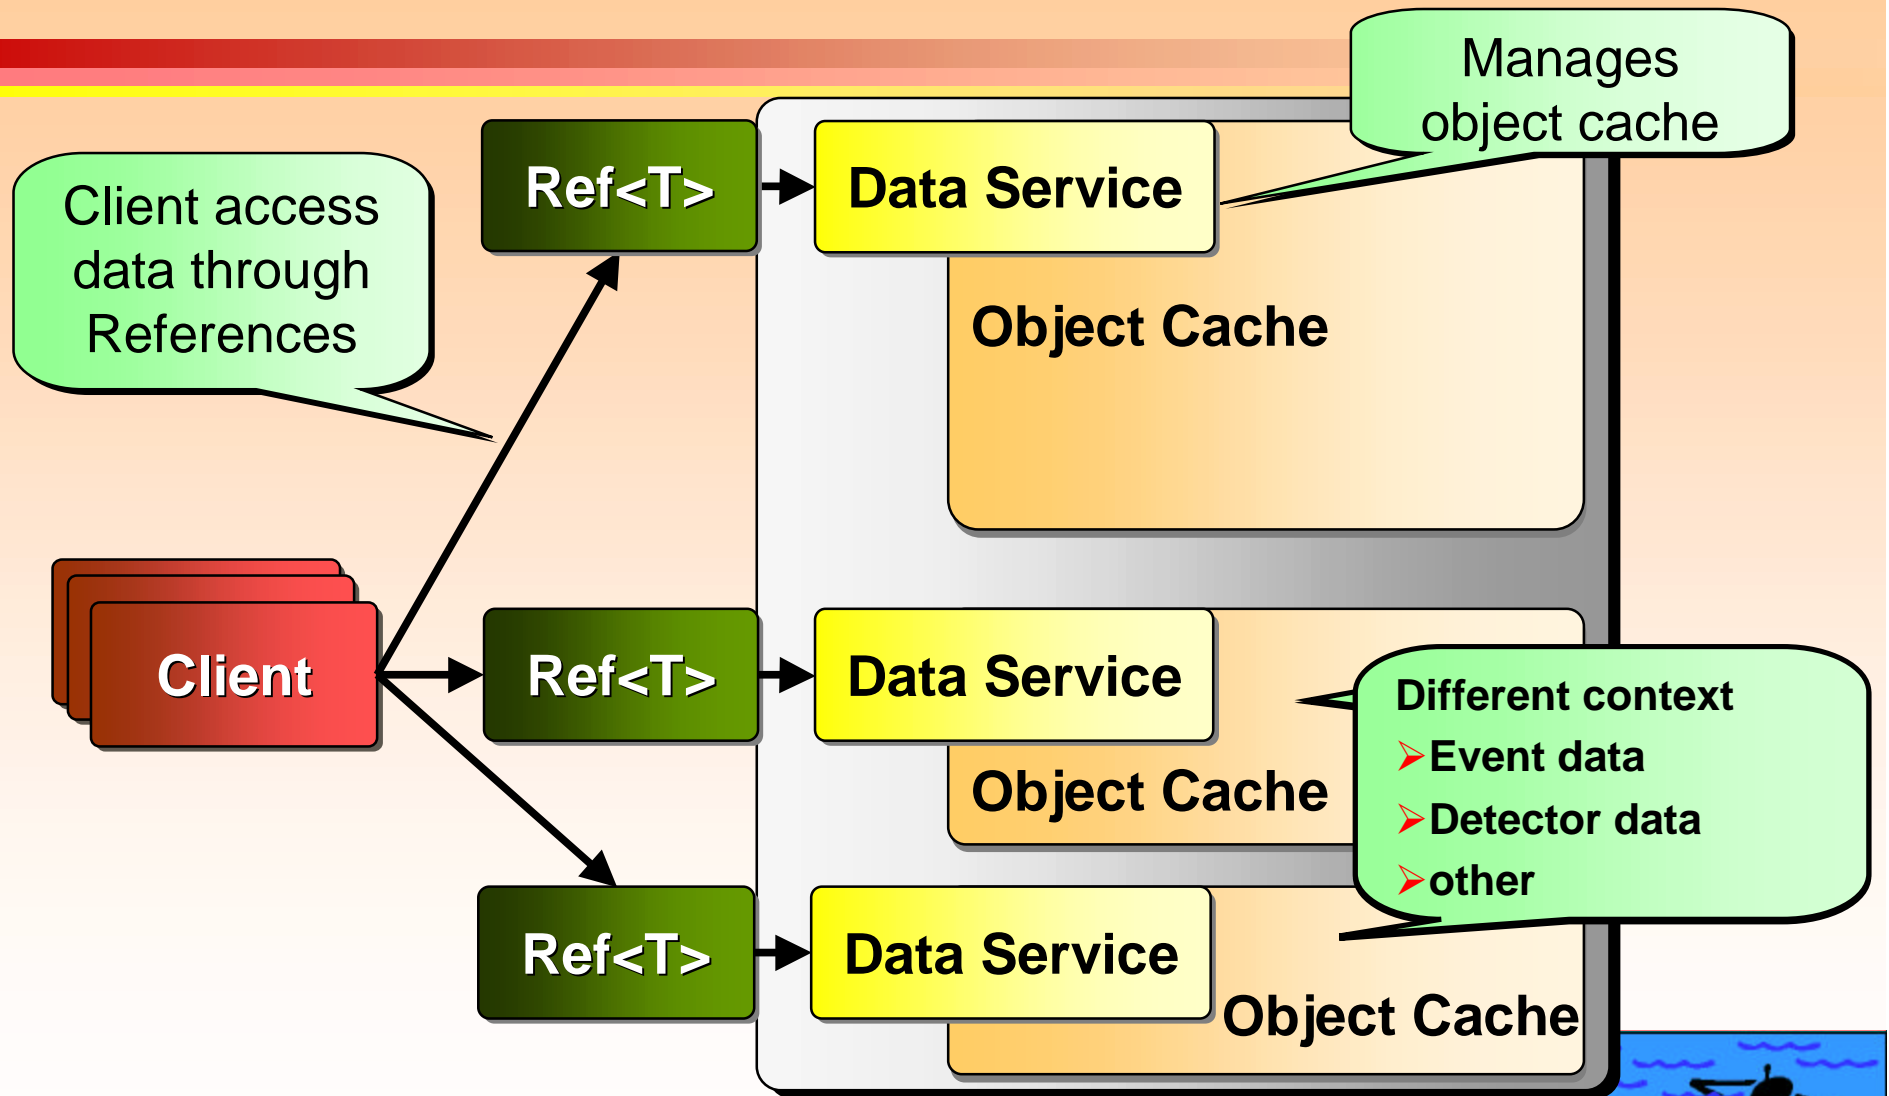 Manages
object cache
Client access
data through
References
Ref<T>
Data Service
Object Cache
Client
Ref<T>
Data Service
Object Cache
Different context
➢Event data
➢Detector data
➢other
Ref<T>
Data Service
Object Cache